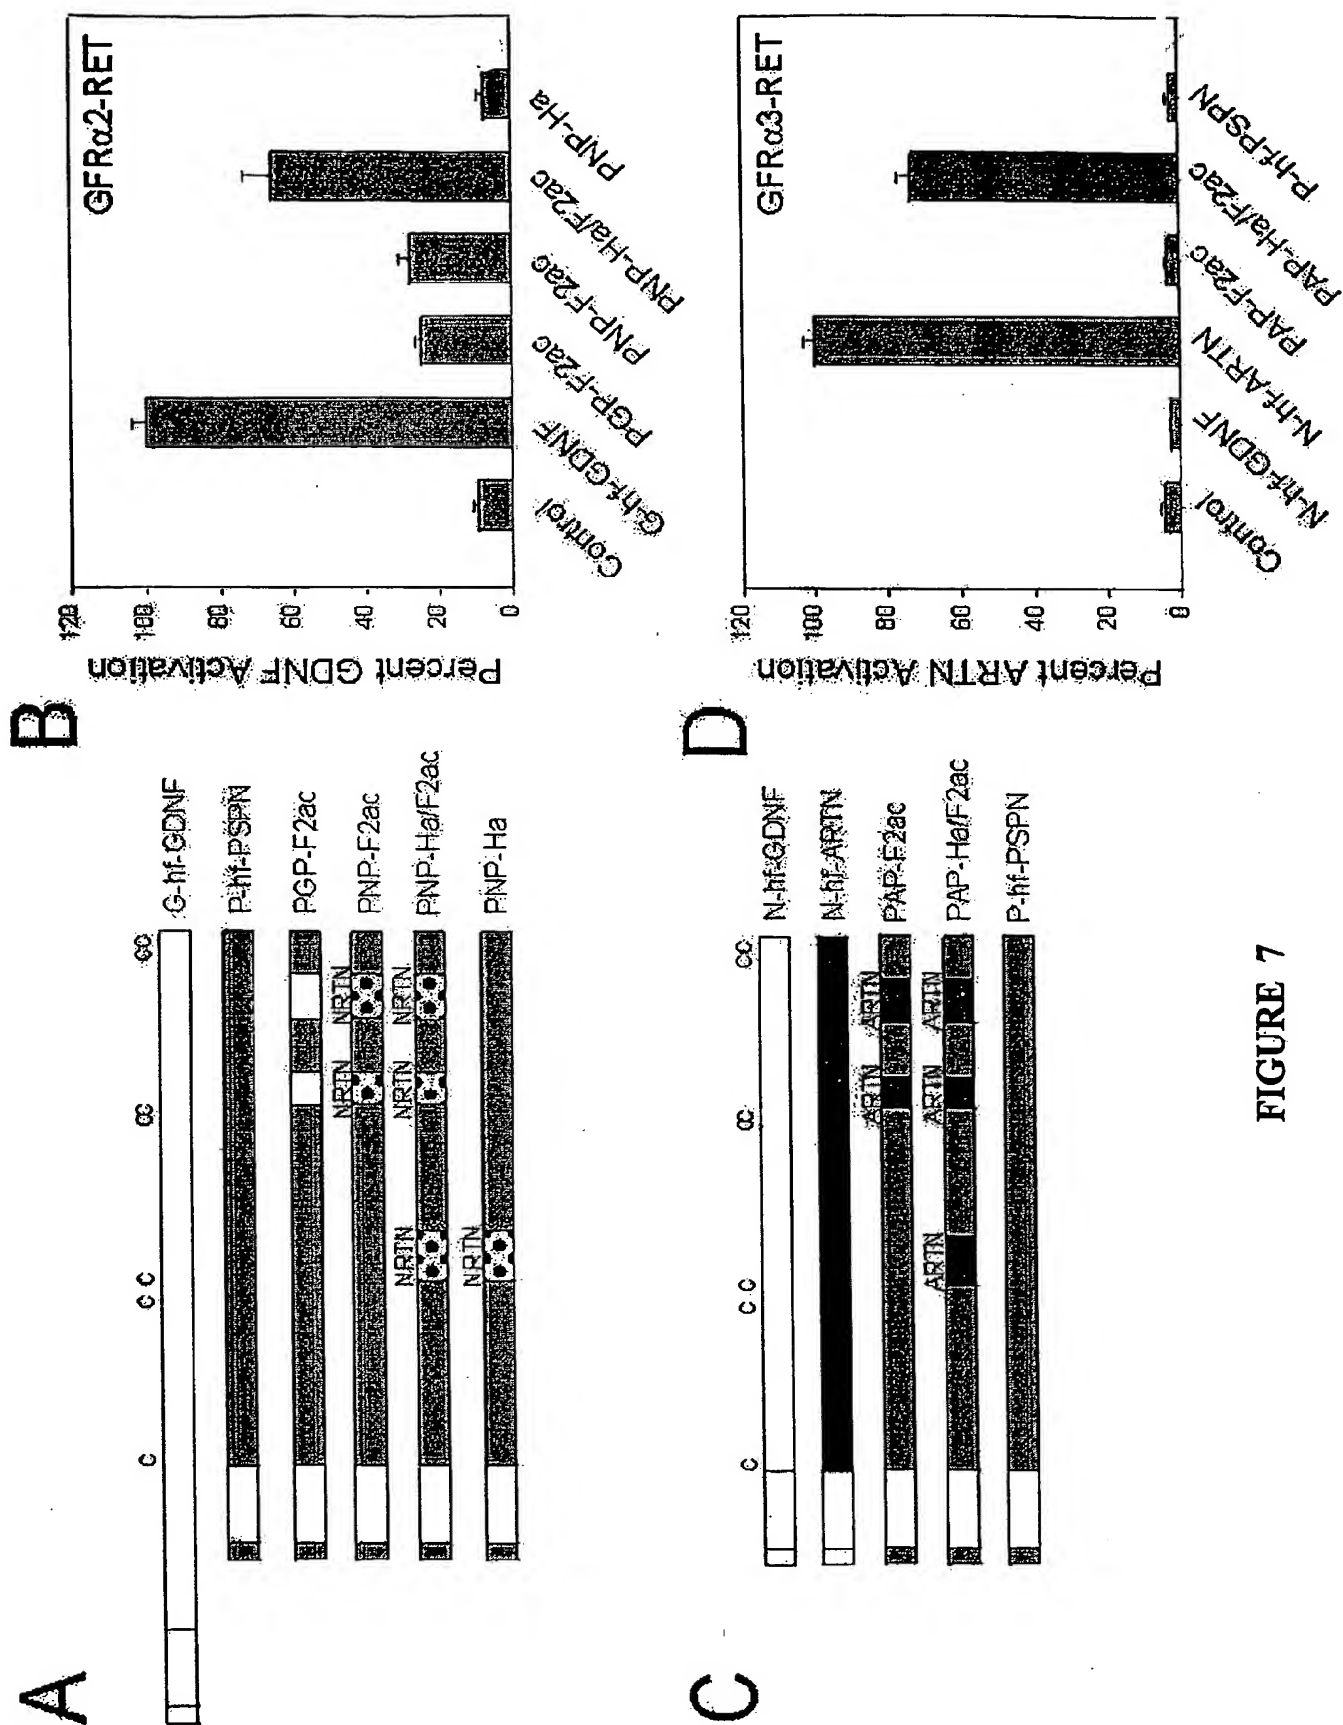 A
C C C CC CC
G-hf-GDNF
P-hf-PSPN
PGP-F2ac
NRTN NRTN
PNP-F2ac
NRTN NRTN NRTN
PNP-Ha/F2ac
NRTN
PNP-Ha
B
GFRα2-RET
Percent GDNF Activation
120
100
80
60
40
20
0
Control
G-hf-GDNF
PGP-F2ac
PNP-F2ac
PNP-Ha/F2ac
PNP-Ha
C
C C C CC CC
N-hf-GDNF
N-hf-ARTN
ARTN ARTN
PAP-F2ac
ARTN ARTN ARTN
PAP-Ha/F2ac
P-hf-PSPN
D
GFRα3-RET
Percent ARTN Activation
120
100
80
60
40
20
0
Control
N-hf-GDNF
N-hf-ARTN
PAP-F2ac
PAP-Ha/F2ac
P-hf-PSPN
FIGURE 7